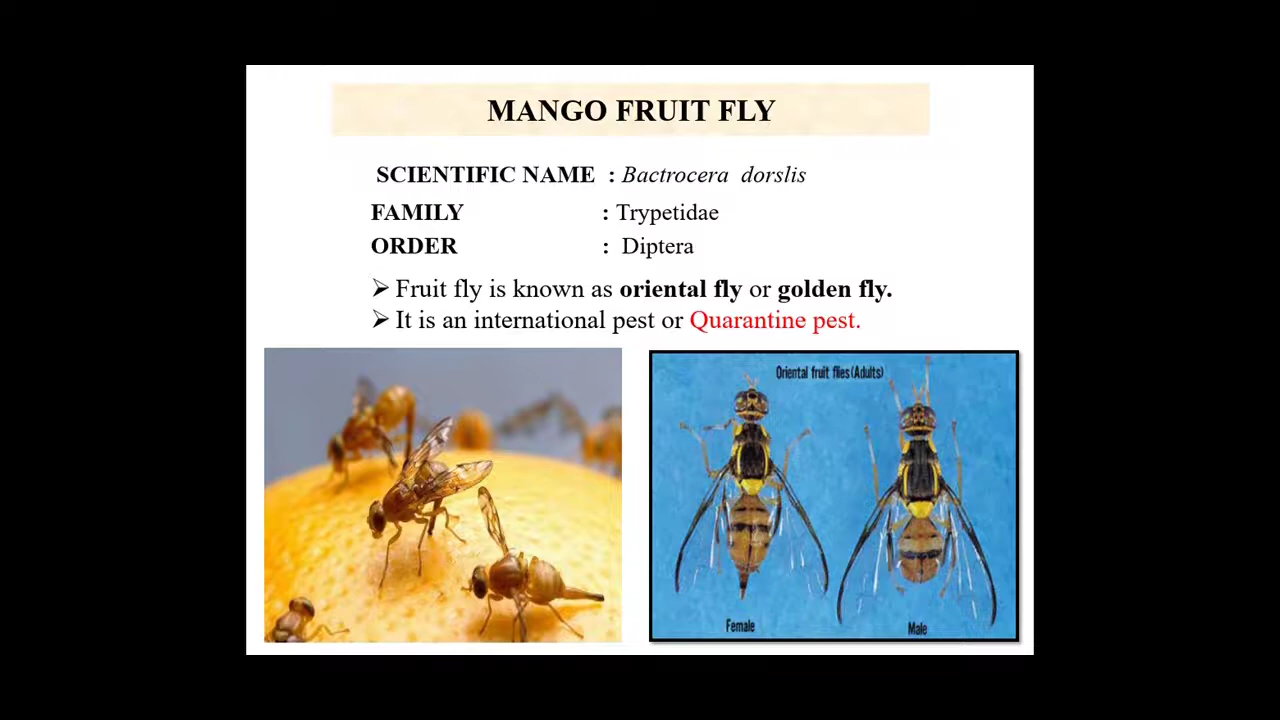 MANGO FRUIT FLY
SCIENTIFIC NAME : Bactrocera dorslis
FAMILY : Trypetidae
ORDER : Diptera
➢ Fruit fly is known as oriental fly or golden fly.
➢ It is an international pest or Quarantine pest.
Oriental fruit flies (Adults)
Female Male